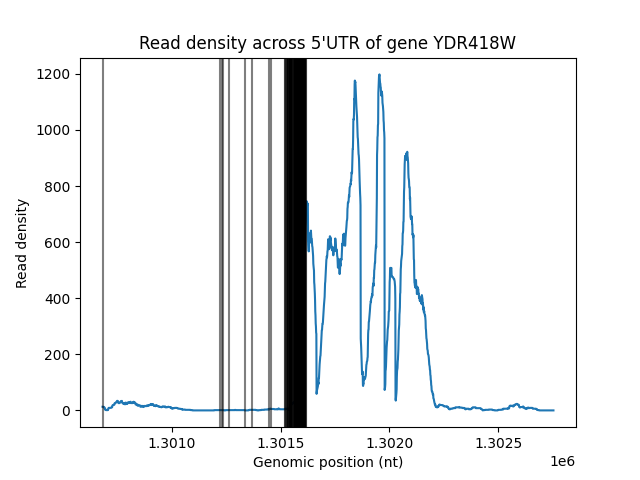 Read density across 5'UTR of gene YDR418W
1200
1000
800
600
400
200
0
Read density
1.3010 1.3015 1.3020 1.3025
Genomic position (nt)
1e6